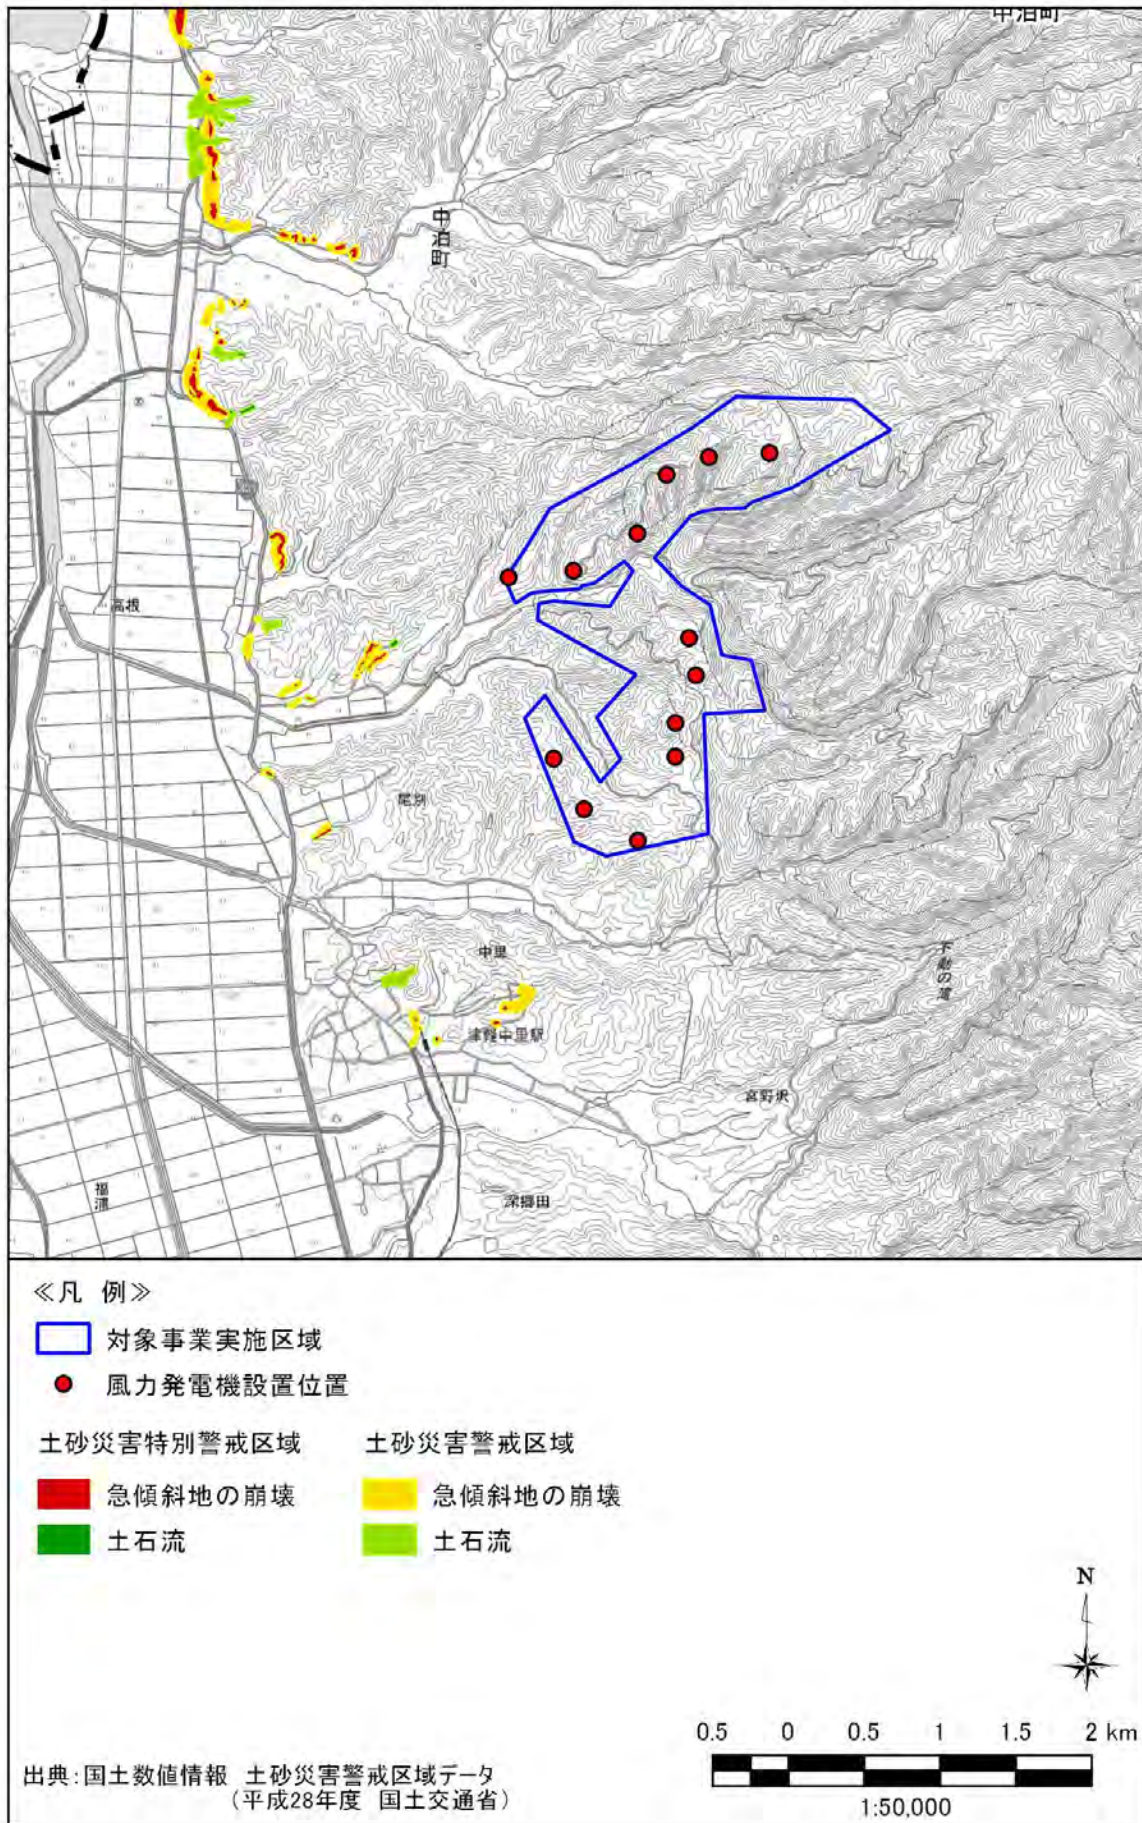 中泊町
中泊町
高根
尾別
中里
津軽中里駅
不動の滝
宮野沢
福浦
深郷田
≪凡 例≫
対象事業実施区域
風力発電機設置位置
土砂災害特別警戒区域 土砂災害警戒区域
急傾斜地の崩壊 急傾斜地の崩壊
土石流 土石流
N
0.5 0 0.5 1 1.5 2 km
1:50,000
出典:国土数値情報 土砂災害警戒区域データ
(平成28年度 国土交通省)